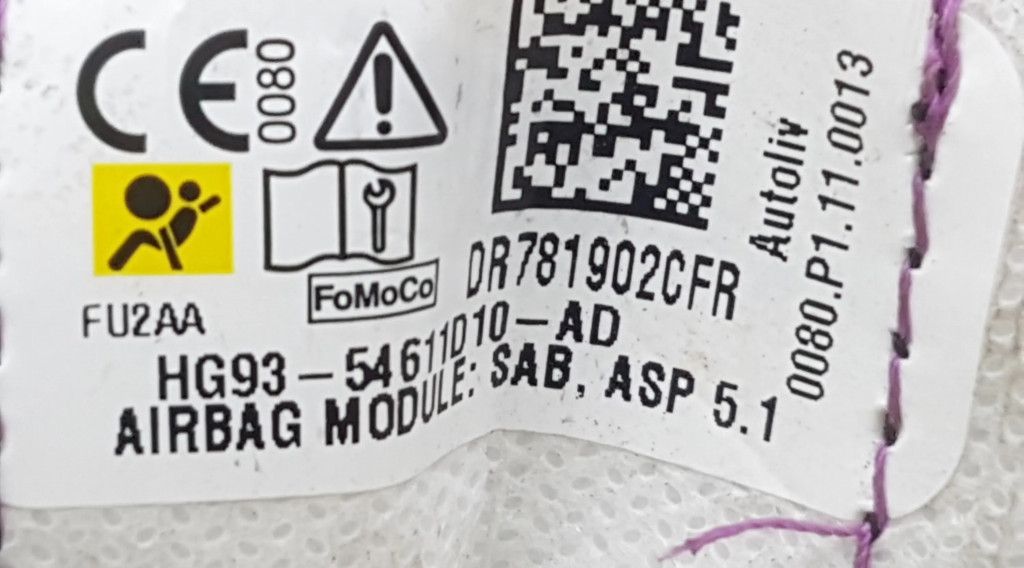 CE 0080
FU2AA
FoMoCo
DR781902CFR
HG93-54611D10-AD
AIRBAG MODULE: SAB, ASP 5.1
Autoliv
0080.P1.11.0013